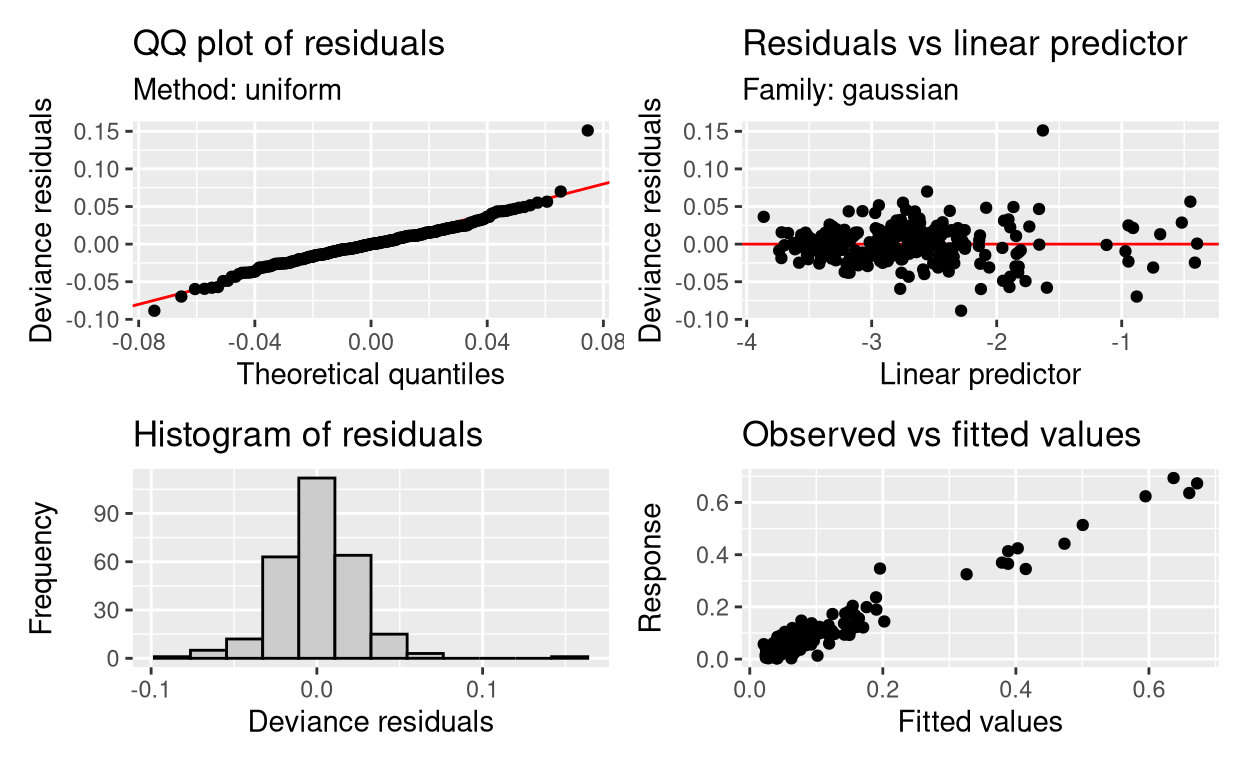 QQ plot of residuals
Method: uniform
Deviance residuals
0.15
0.10
0.05
0.00
-0.05
-0.10
-0.08
-0.04
0.00
0.04
0.08
Theoretical quantiles
Residuals vs linear predictor
Family: gaussian
Deviance residuals
0.15
0.10
0.05
0.00
-0.05
-0.10
-4
-3
-2
-1
Linear predictor
Histogram of residuals
Frequency
90
60
30
0
-0.1
0.0
0.1
Deviance residuals
Observed vs fitted values
Response
0.6
0.4
0.2
0.0
0.0
0.2
0.4
0.6
Fitted values